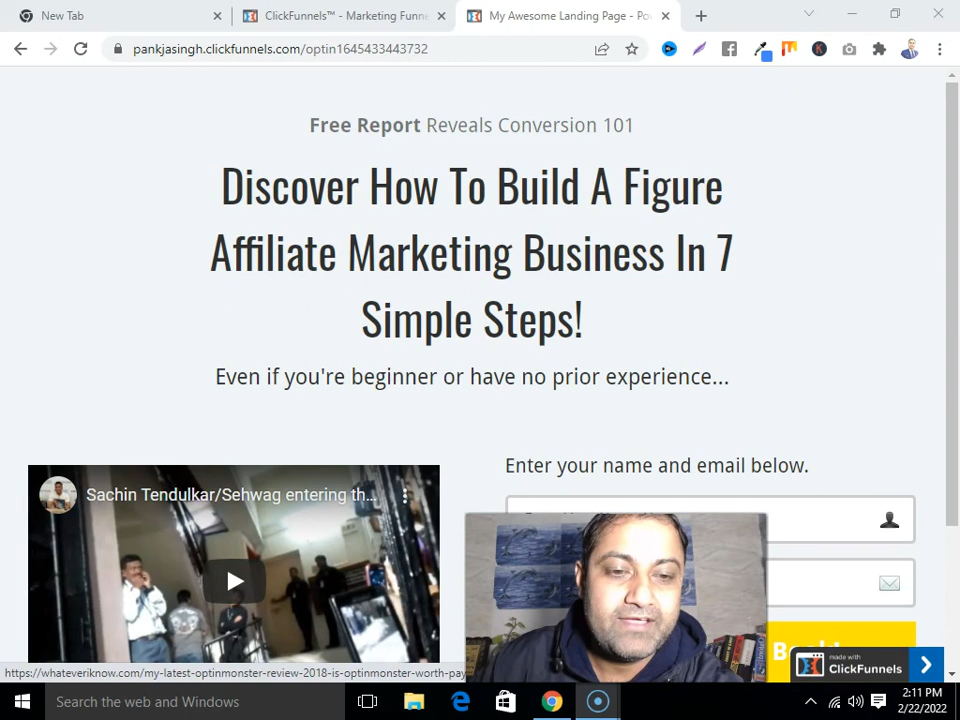 New Tab
ClickFunnels™ - Marketing Funne
My Awesome Landing Page - Pow
pankjasingh.clickfunnels.com/optin1645433443732
Free Report Reveals Conversion 101
Discover How To Build A Figure
Affiliate Marketing Business In 7
Simple Steps!
Even if you're beginner or have no prior experience...
Enter your name and email below.
Sachin Tendulkar/Sehwag entering th...
made with
ClickFunnels
https://whateveriknow.com/my-latest-optinmonster-review-2018-is-optinmonster-worth-pay
Search the web and Windows
2:11 PM
2/22/2022